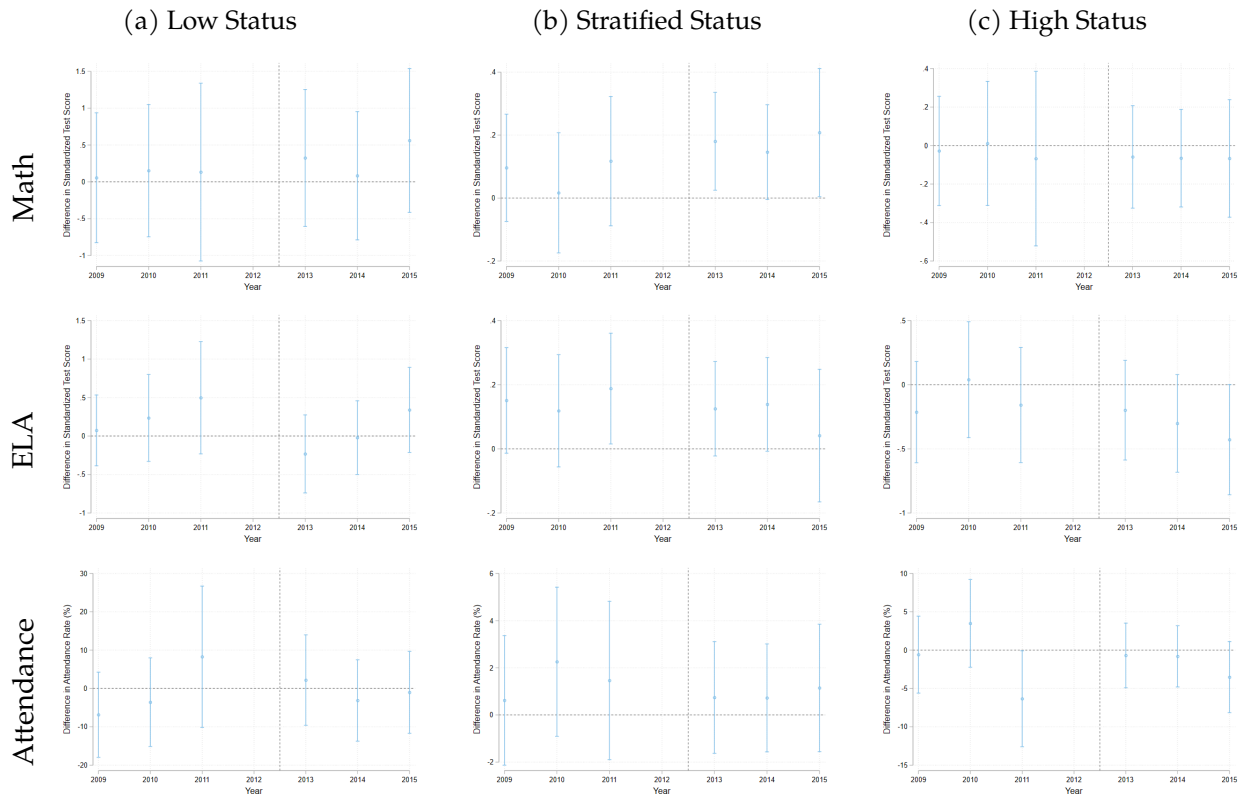 (a) Low Status
(b) Stratified Status
(c) High Status
Math
Difference in Standardized Test Score
1.5
1
.5
0
-.5
-1
2009 2010 2011 2012 2013 2014 2015
Year
Difference in Standardized Test Score
.4
.2
0
-.2
2009 2010 2011 2012 2013 2014 2015
Year
Difference in Standardized Test Score
.4
.2
0
-.2
-.4
-.6
2009 2010 2011 2012 2013 2014 2015
Year
ELA
Difference in Standardized Test Score
1.5
1
.5
0
-.5
-1
2009 2010 2011 2012 2013 2014 2015
Year
Difference in Standardized Test Score
.4
.2
0
-.2
2009 2010 2011 2012 2013 2014 2015
Year
Difference in Standardized Test Score
.5
0
-.5
-1
2009 2010 2011 2012 2013 2014 2015
Year
Attendance
Difference in Attendance Rate (%)
30
20
10
0
-10
-20
2009 2010 2011 2012 2013 2014 2015
Year
Difference in Attendance Rate (%)
6
4
2
0
-2
2009 2010 2011 2012 2013 2014 2015
Year
Difference in Attendance Rate (%)
10
5
0
-5
-10
-15
2009 2010 2011 2012 2013 2014 2015
Year